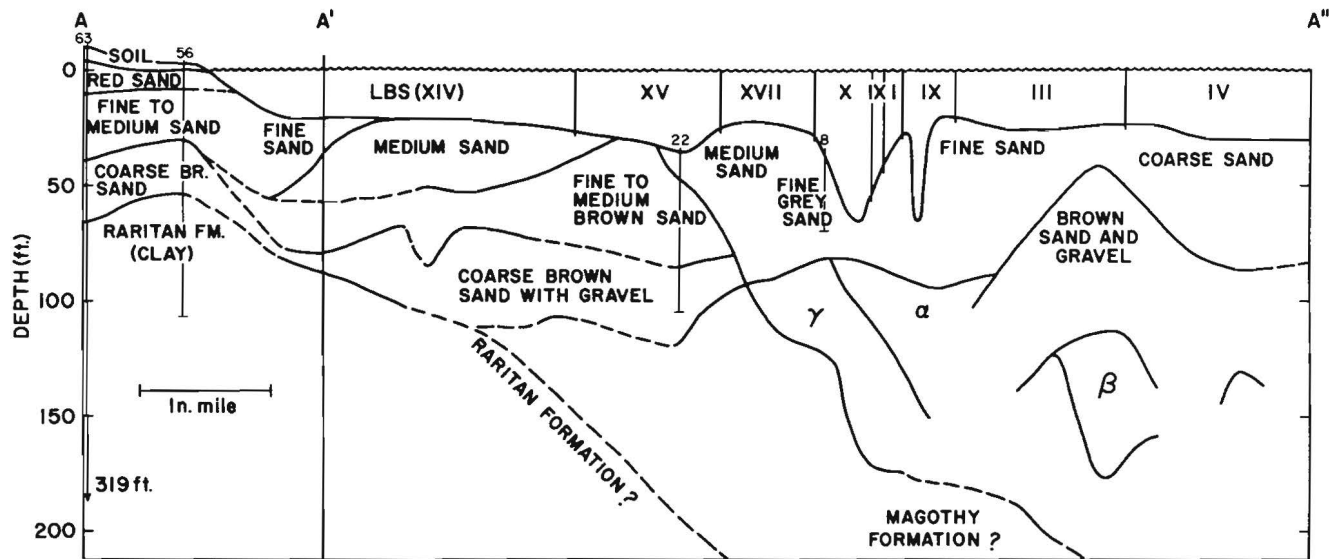 A
A'
A"
63
SOIL
56
0
RED SAND
LBS (XIV)
XV
XVII
X
XI
IX
III
IV
FINE TO
MEDIUM SAND
FINE
SAND
MEDIUM SAND
22
MEDIUM
SAND
8
FINE SAND
COARSE SAND
50
COARSE BR.
SAND
FINE TO
MEDIUM
BROWN SAND
FINE
GREY
SAND
BROWN
SAND AND
GRAVEL
RARITAN FM.
(CLAY)
COARSE BROWN
SAND WITH GRAVEL
DEPTH (ft.)
100
γ
α
β
1n. mile
150
RARITAN FORMATION ?
319 ft.
MAGOTHY
FORMATION ?
200